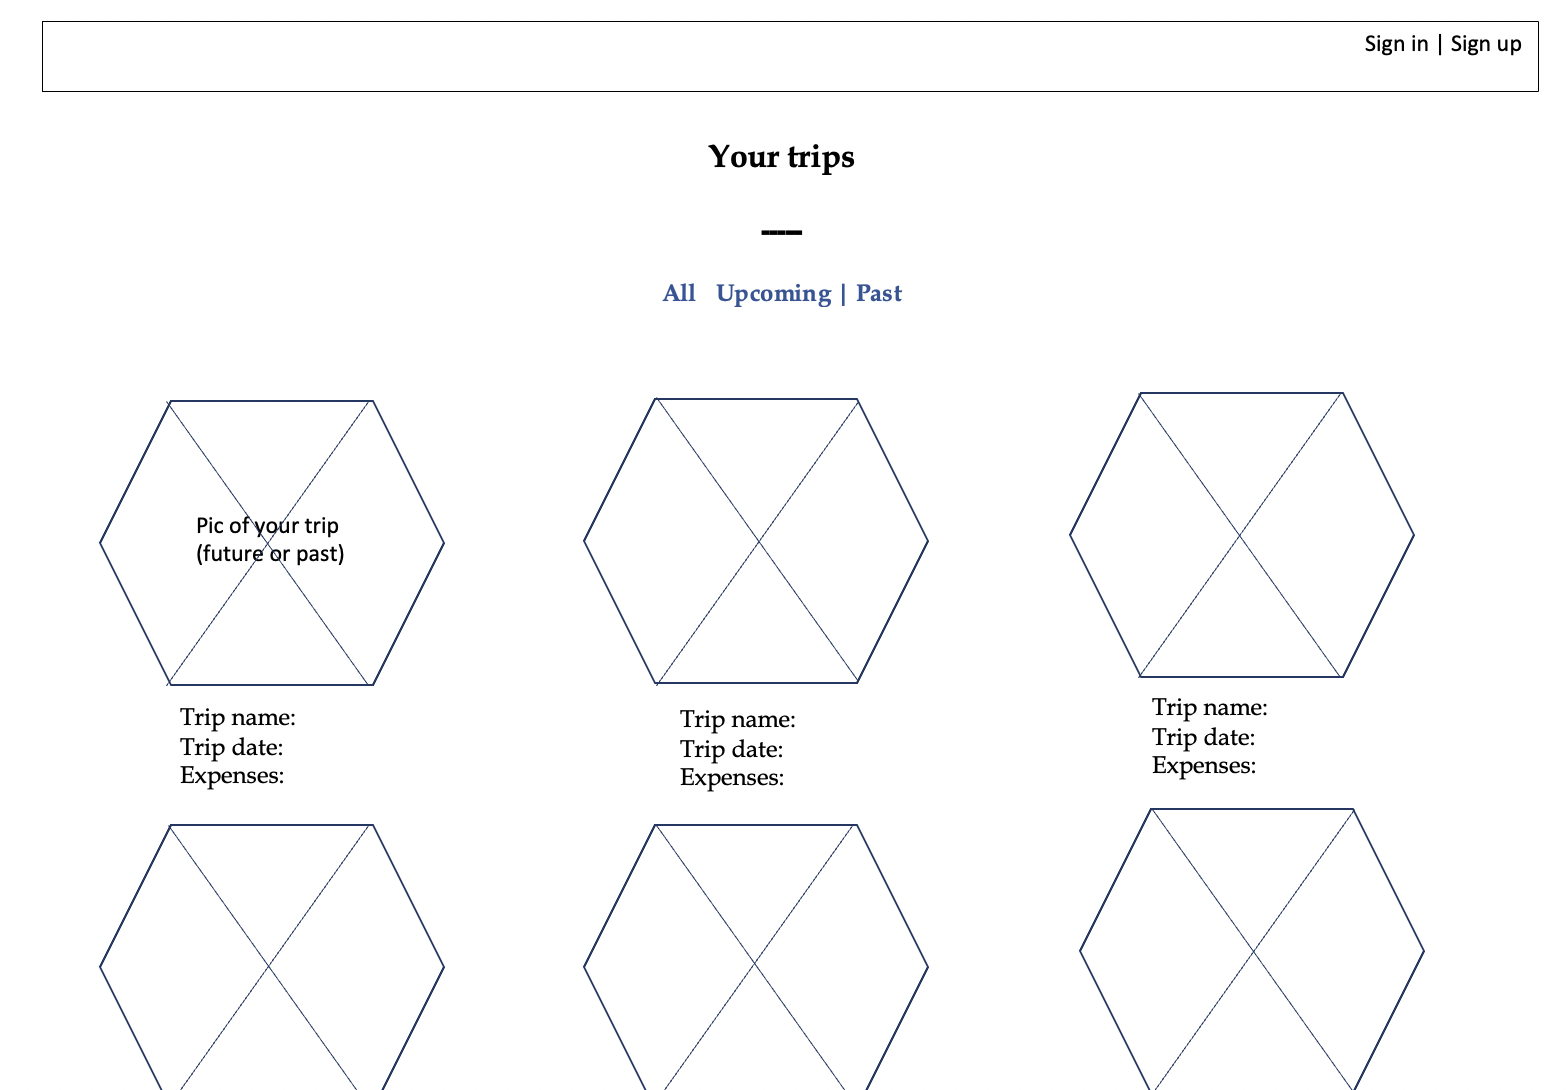 Sign in | Sign up
Your trips
-----
All Upcoming | Past
Pic of your trip
(future or past)
Trip name:
Trip date:
Expenses:
Trip name:
Trip date:
Expenses:
Trip name:
Trip date:
Expenses: